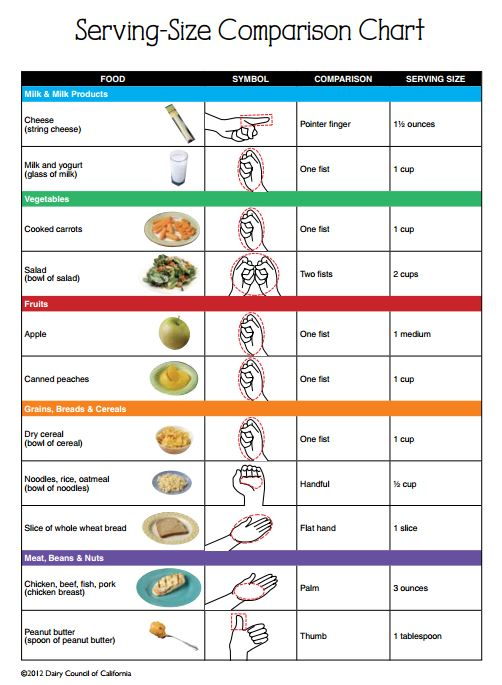 Serving-Size Comparison Chart
FOOD SYMBOL COMPARISON SERVING SIZE
Milk & Milk Products
Cheese
(string cheese)
Pointer finger
1½ ounces
Milk and yogurt
(glass of milk)
One fist
1 cup
Vegetables
Cooked carrots
One fist
1 cup
Salad
(bowl of salad)
Two fists
2 cups
Fruits
Apple
One fist
1 medium
Canned peaches
One fist
1 cup
Grains, Breads & Cereals
Dry cereal
(bowl of cereal)
One fist
1 cup
Noodles, rice, oatmeal
(bowl of noodles)
Handful
½ cup
Slice of whole wheat bread
Flat hand
1 slice
Meat, Beans & Nuts
Chicken, beef, fish, pork
(chicken breast)
Palm
3 ounces
Peanut butter
(spoon of peanut butter)
Thumb
1 tablespoon
©2012 Dairy Council of California